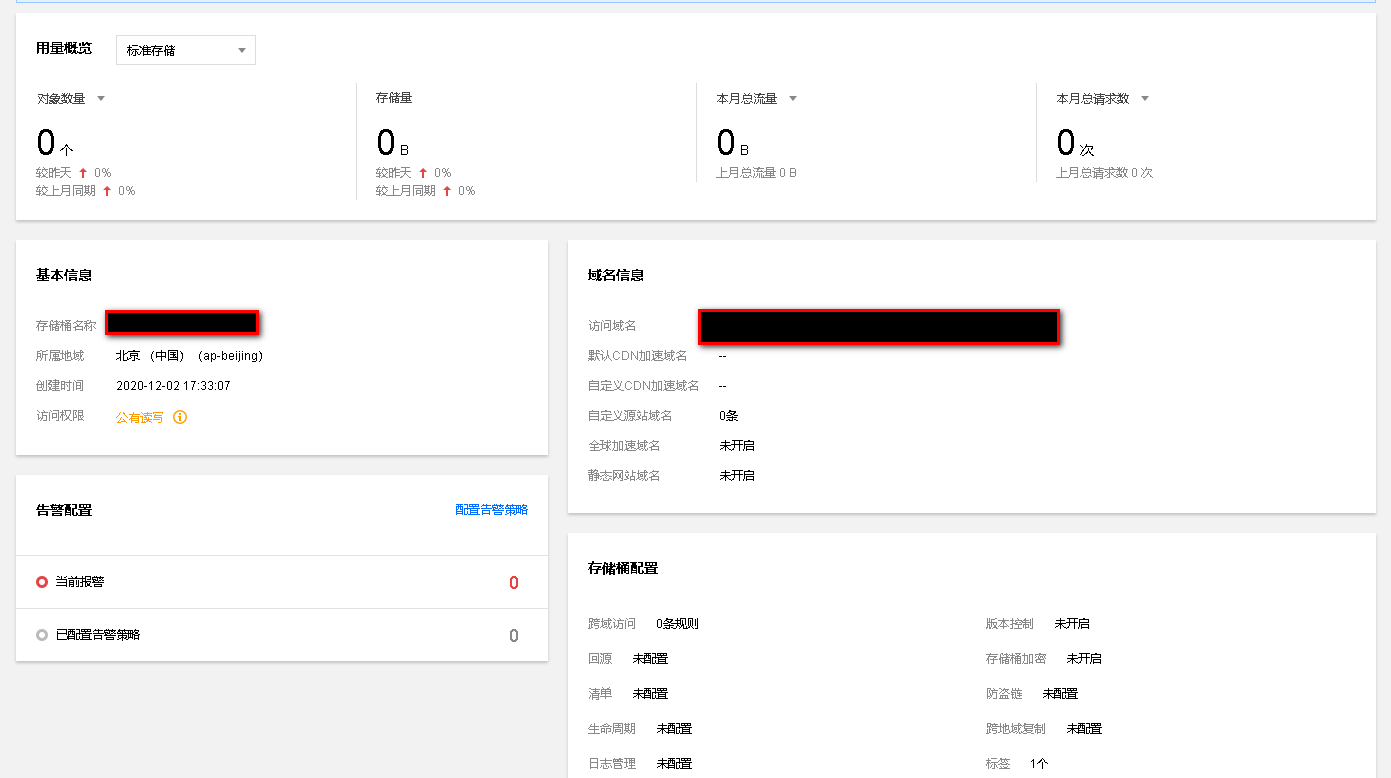 用量概览 标准存储
对象数量
0 个
较昨天 0%
较上月同期 0%
存储量
0 B
较昨天 0%
较上月同期 0%
本月总流量
0 B
上月总流量 0 B
本月总请求数
0 次
上月总请求数 0 次
基本信息
存储桶名称
所属地域 北京 （中国） （ap-beijing）
创建时间 2020-12-02 17:33:07
访问权限 公有读写
告警配置 配置告警策略
当前报警 0
已配置告警策略 0
域名信息
访问域名
默认CDN加速域名 --
自定义CDN加速域名 --
自定义源站域名 0条
全球加速域名 未开启
静态网站域名 未开启
存储桶配置
跨域访问 0条规则 版本控制 未开启
回源 未配置 存储桶加密 未开启
清单 未配置 防盗链 未配置
生命周期 未配置 跨地域复制 未配置
日志管理 未配置 标签 1个